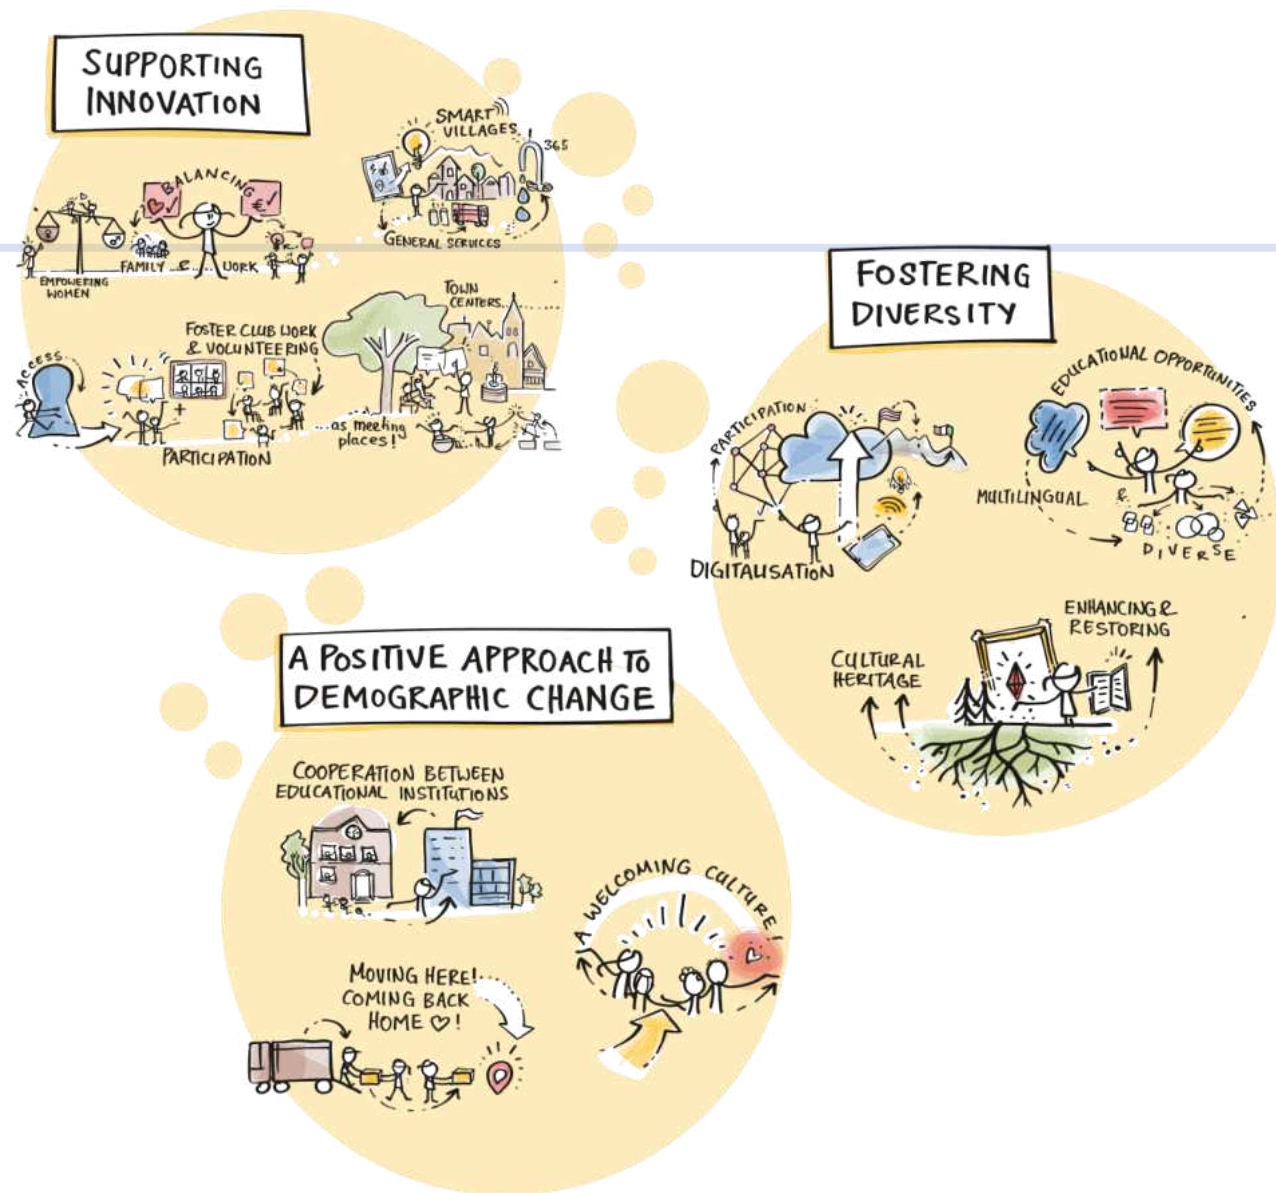 SUPPORTING
INNOVATION
SMART
VILLAGES
365
GENERAL SERVICES
BALANCING
FAMILY & WORK
EMPOWERING
WOMEN
TOWN
CENTERS
...as meeting
places!
FOSTER CLUB WORK
& VOLUNTEERING
ACCESS
PARTICIPATION
FOSTERING
DIVERSITY
PARTICIPATION
DIGITALISATION
EDUCATIONAL OPPORTUNITIES
MULTILINGUAL &
DIVERSE
CULTURAL
HERITAGE
ENHANCING &
RESTORING
A POSITIVE APPROACH TO
DEMOGRAPHIC CHANGE
COOPERATION BETWEEN
EDUCATIONAL INSTITUTIONS
A WELCOMING CULTURE!
MOVING HERE!
COMING BACK
HOME ♡!